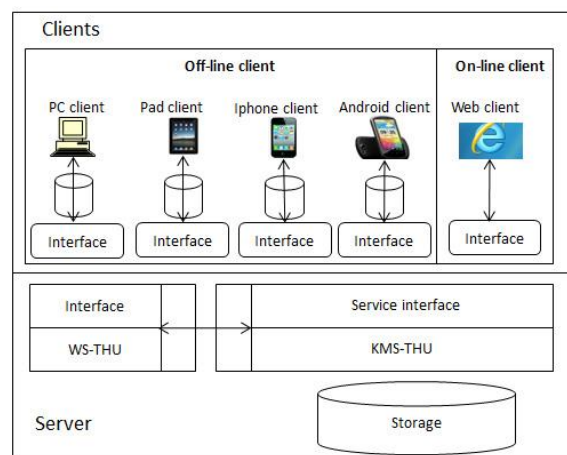 Clients
Off-line client
On-line client
PC client
Pad client
Iphone client
Android client
Web client
Interface
Interface
Interface
Interface
Interface
Interface
Service interface
WS-THU
KMS-THU
Server
Storage